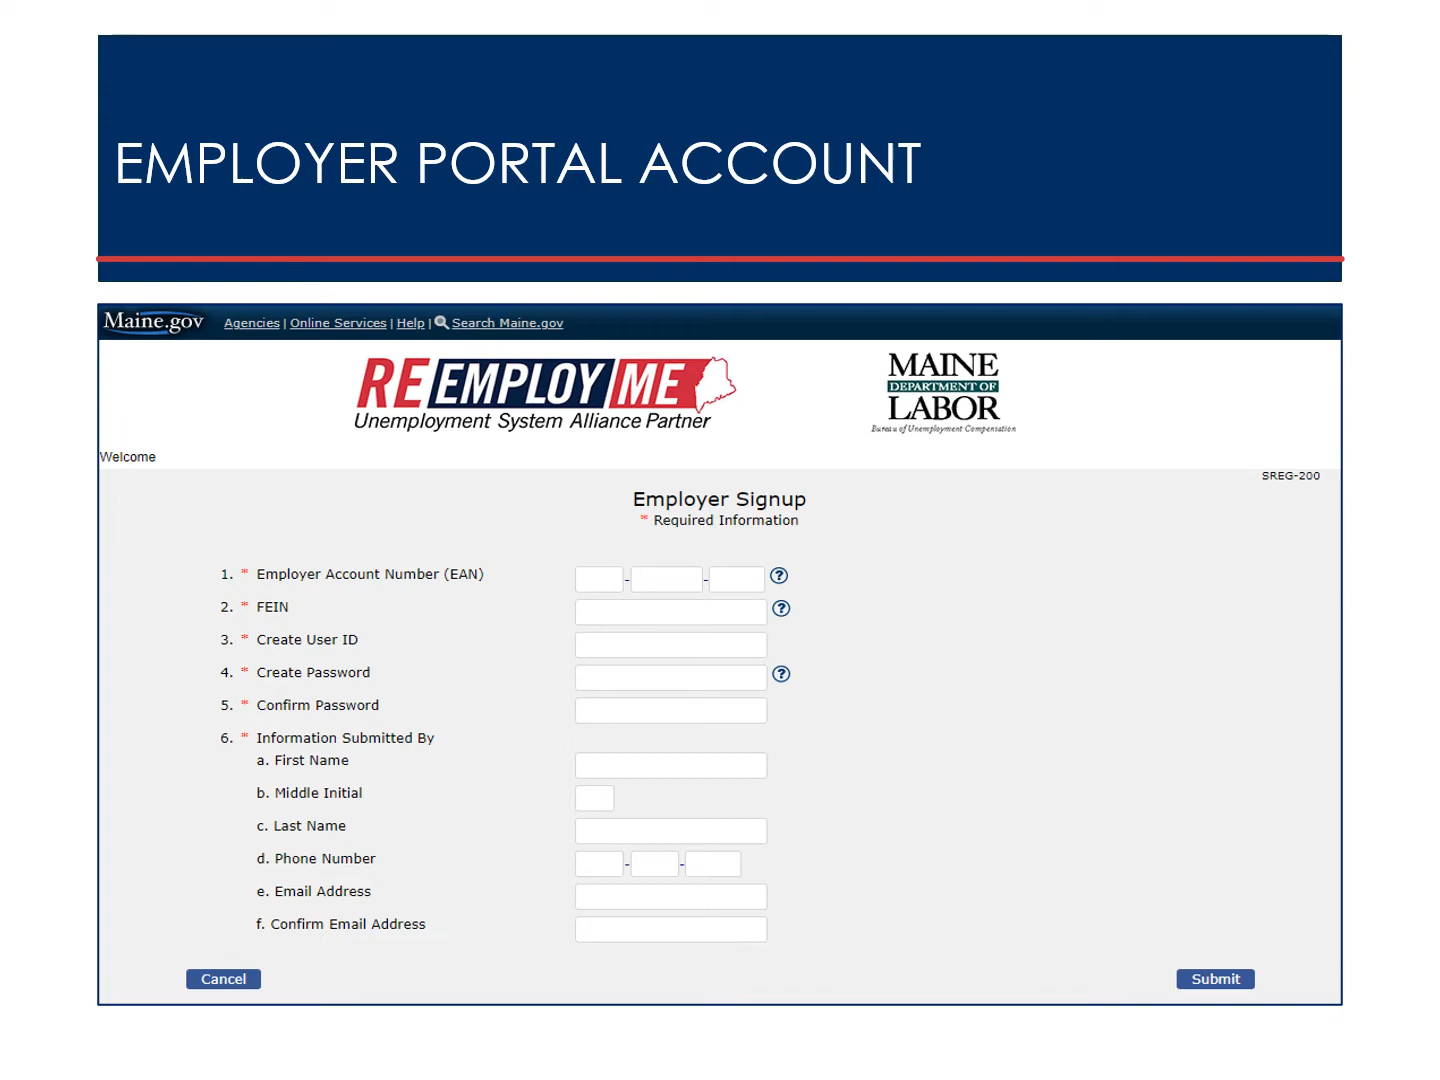 EMPLOYER PORTAL ACCOUNT
Maine.gov Agencies | Online Services | Help | Search Maine.gov
REEMPLOYME
Unemployment System Alliance Partner
MAINE
DEPARTMENT OF
LABOR
Bureau of Unemployment Compensation
Welcome
SREG-200
Employer Signup
* Required Information
1. * Employer Account Number (EAN) - - ?
2. * FEIN ?
3. * Create User ID
4. * Create Password ?
5. * Confirm Password
6. * Information Submitted By
a. First Name
b. Middle Initial
c. Last Name
d. Phone Number - -
e. Email Address
f. Confirm Email Address
Cancel Submit